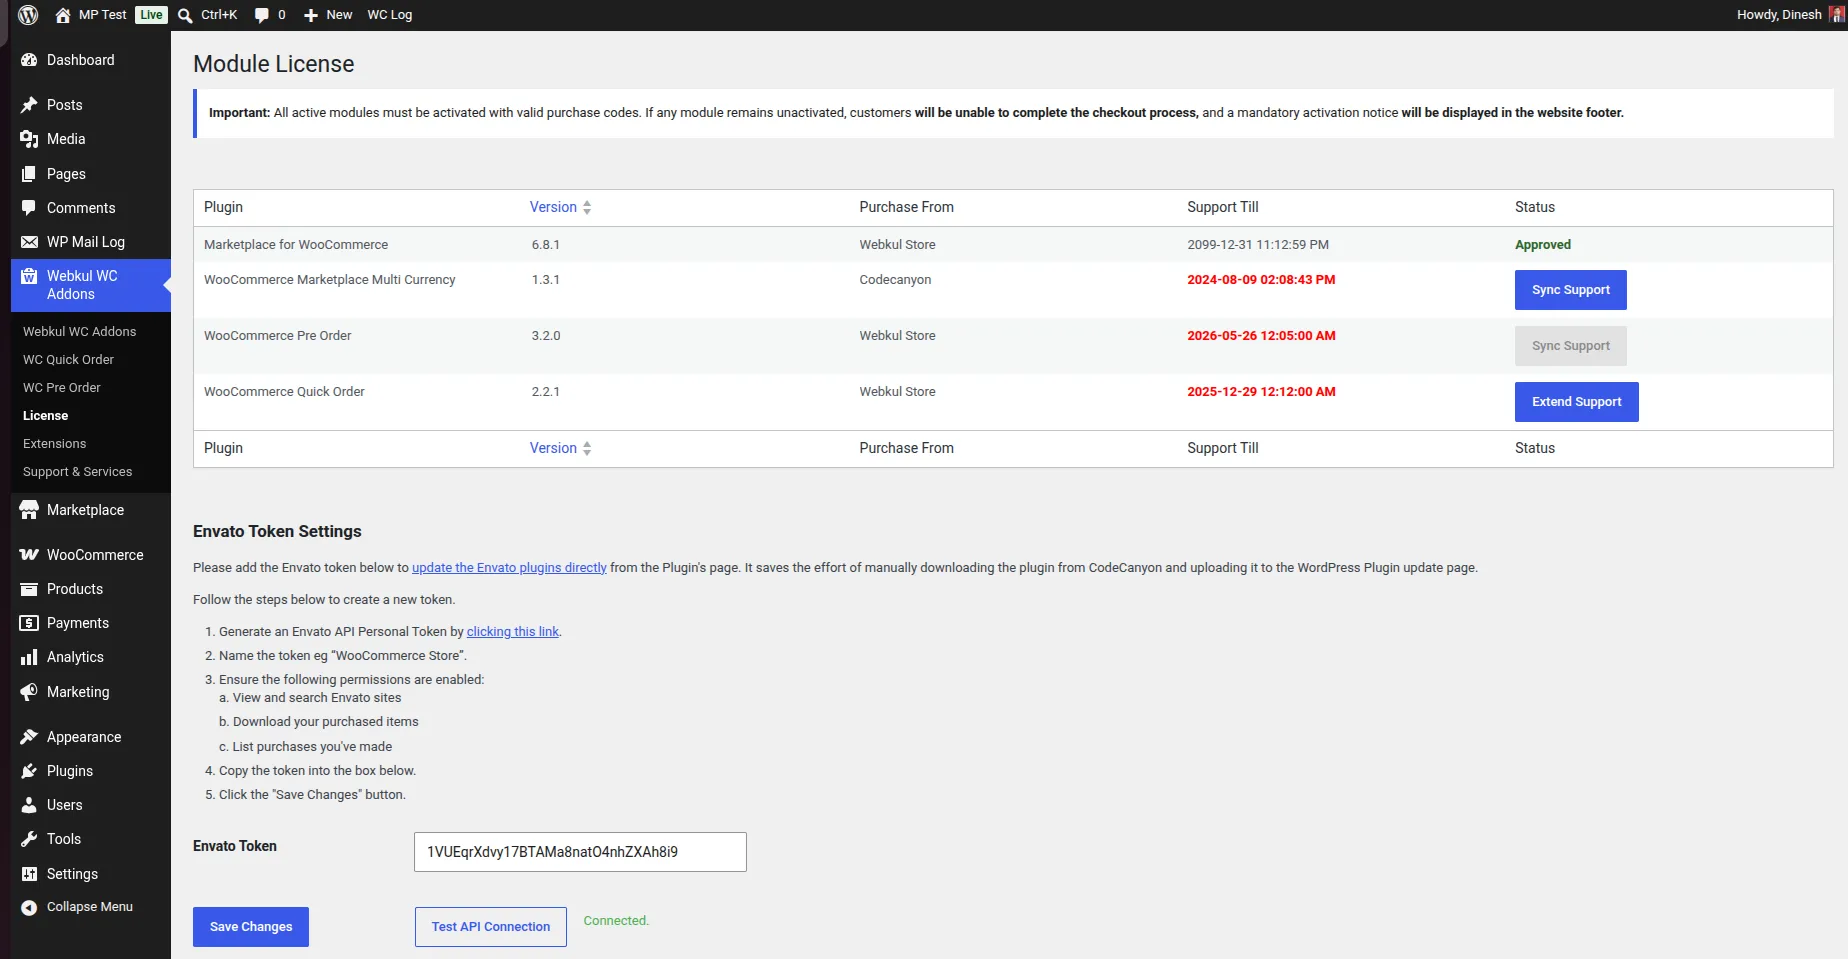 MP Test Live Ctrl+K 0 New WC Log Howdy, Dinesh
Dashboard
Posts
Media
Pages
Comments
WP Mail Log
Webkul WC
Addons
Webkul WC Addons
WC Quick Order
WC Pre Order
License
Extensions
Support & Services
Marketplace
WooCommerce
Products
Payments
Analytics
Marketing
Appearance
Plugins
Users
Tools
Settings
Collapse Menu
Module License
Important: All active modules must be activated with valid purchase codes. If any module remains unactivated, customers will be unable to complete the checkout process, and a mandatory activation notice will be displayed in the website footer.
Plugin Version Purchase From Support Till Status
Marketplace for WooCommerce 6.8.1 Webkul Store 2099-12-31 11:12:59 PM Approved
WooCommerce Marketplace Multi Currency 1.3.1 Codecanyon 2024-08-09 02:08:43 PM Sync Support
WooCommerce Pre Order 3.2.0 Webkul Store 2026-05-26 12:05:00 AM Sync Support
WooCommerce Quick Order 2.2.1 Webkul Store 2025-12-29 12:12:00 AM Extend Support
Plugin Version Purchase From Support Till Status
Envato Token Settings
Please add the Envato token below to update the Envato plugins directly from the Plugin's page. It saves the effort of manually downloading the plugin from CodeCanyon and uploading it to the WordPress Plugin update page.
Follow the steps below to create a new token.
1. Generate an Envato API Personal Token by clicking this link.
2. Name the token eg “WooCommerce Store”.
3. Ensure the following permissions are enabled:
a. View and search Envato sites
b. Download your purchased items
c. List purchases you've made
4. Copy the token into the box below.
5. Click the "Save Changes" button.
Envato Token 1VUEqrXdvy17BTAMa8natO4nhZXAh8i9
Save Changes Test API Connection Connected.